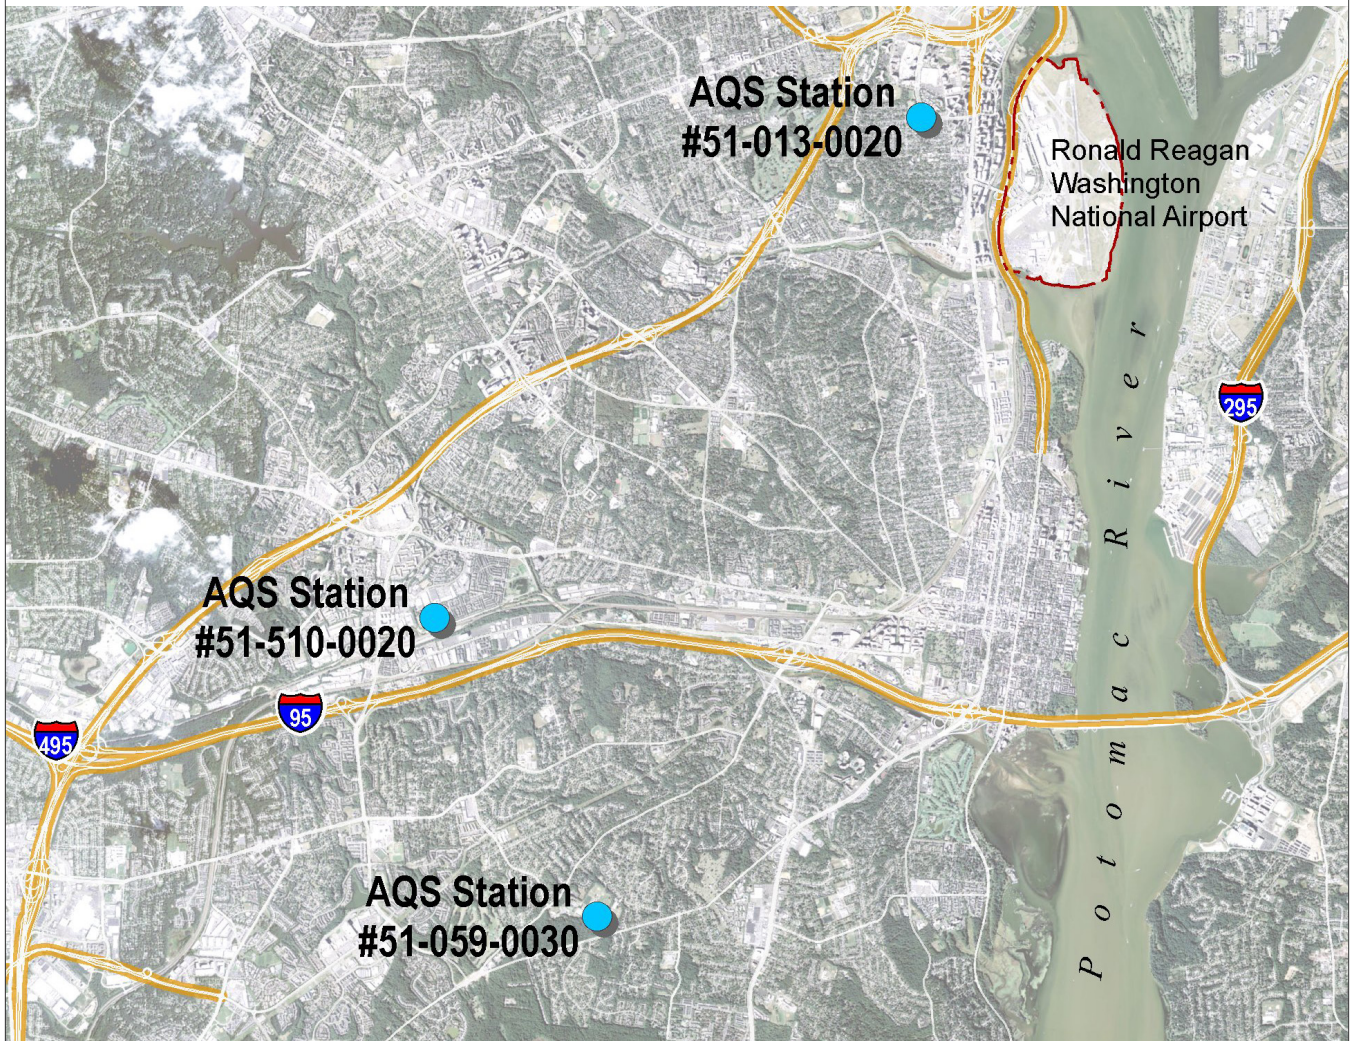 AQS Station
#51-013-0020
Ronald Reagan
Washington
National Airport
295
Potomac River
AQS Station
#51-510-0020
95
495
AQS Station
#51-059-0030